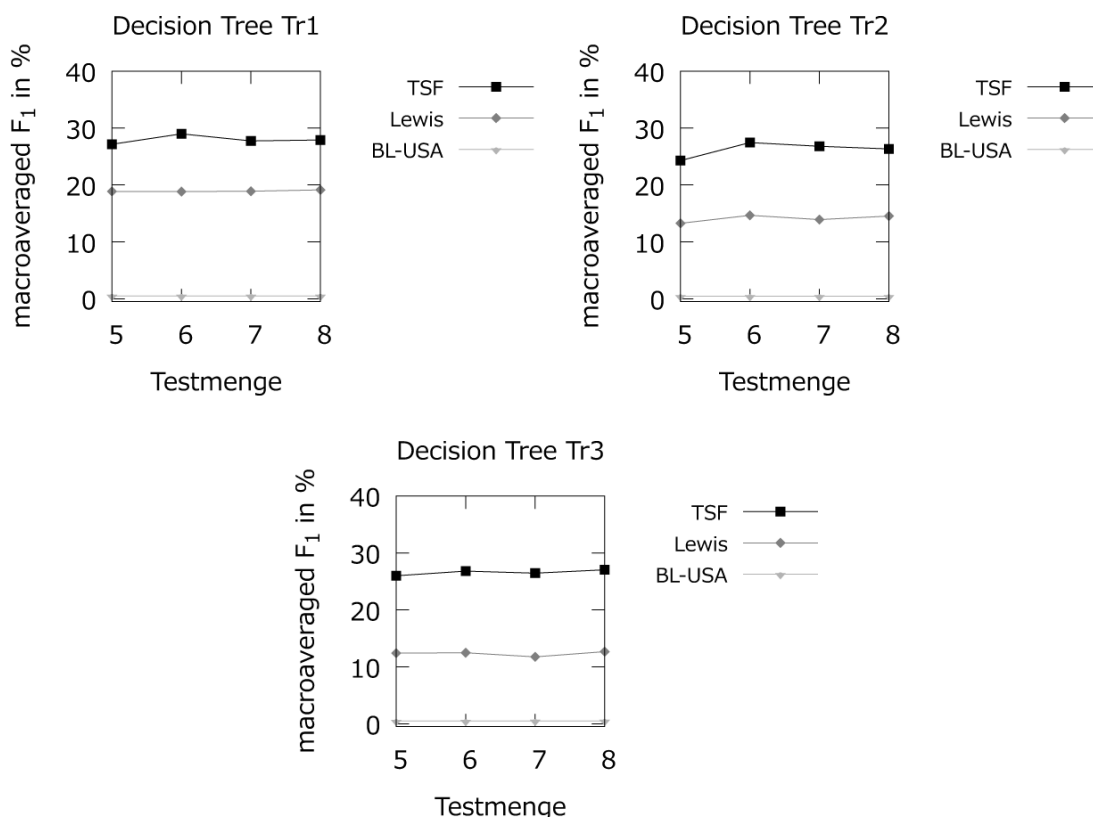 Decision Tree Tr1
macroaveraged F1 in %
40
30
20
10
0
5 6 7 8
Testmenge
TSF
Lewis
BL-USA
Decision Tree Tr2
macroaveraged F1 in %
40
30
20
10
0
5 6 7 8
Testmenge
TSF
Lewis
BL-USA
Decision Tree Tr3
macroaveraged F1 in %
40
30
20
10
0
5 6 7 8
Testmenge
TSF
Lewis
BL-USA